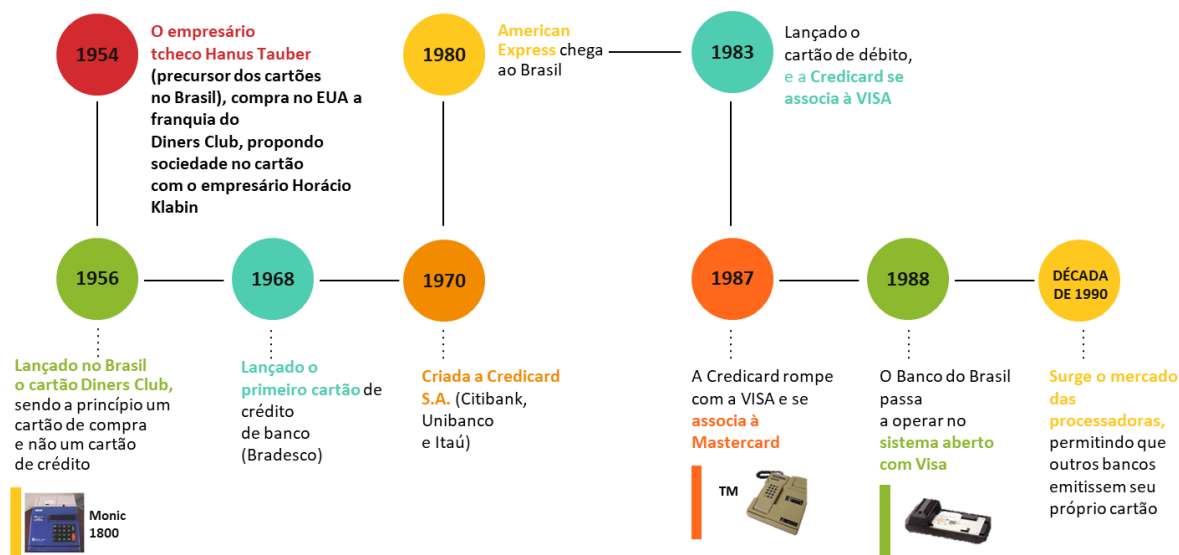 1954
O empresário
tcheco Hanus Tauber
(precursor dos cartões
no Brasil), compra no EUA a
franquia do
Diners Club, propondo
sociedade no cartão
com o empresário Horácio
Klabin
1956
Lançado no Brasil
o cartão Diners Club,
sendo a princípio um
cartão de compra
e não um cartão
de crédito
Monic
1800
1968
Lançado o
primeiro cartão de
crédito
de banco
(Bradesco)
1970
Criada a Credicard
S.A. (Citibank,
Unibanco
e Itaú)
1980
American
Express chega
ao Brasil
1983
Lançado o
cartão de débito,
e a Credicard se
associa à VISA
1987
A Credicard rompe
com a VISA e se
associa à
Mastercard
TM
1988
O Banco do Brasil
passa
a operar no
sistema aberto
com Visa
DÉCADA
DE 1990
Surge o mercado
das
processadoras,
permitindo que
outros bancos
emitissem seu
próprio cartão